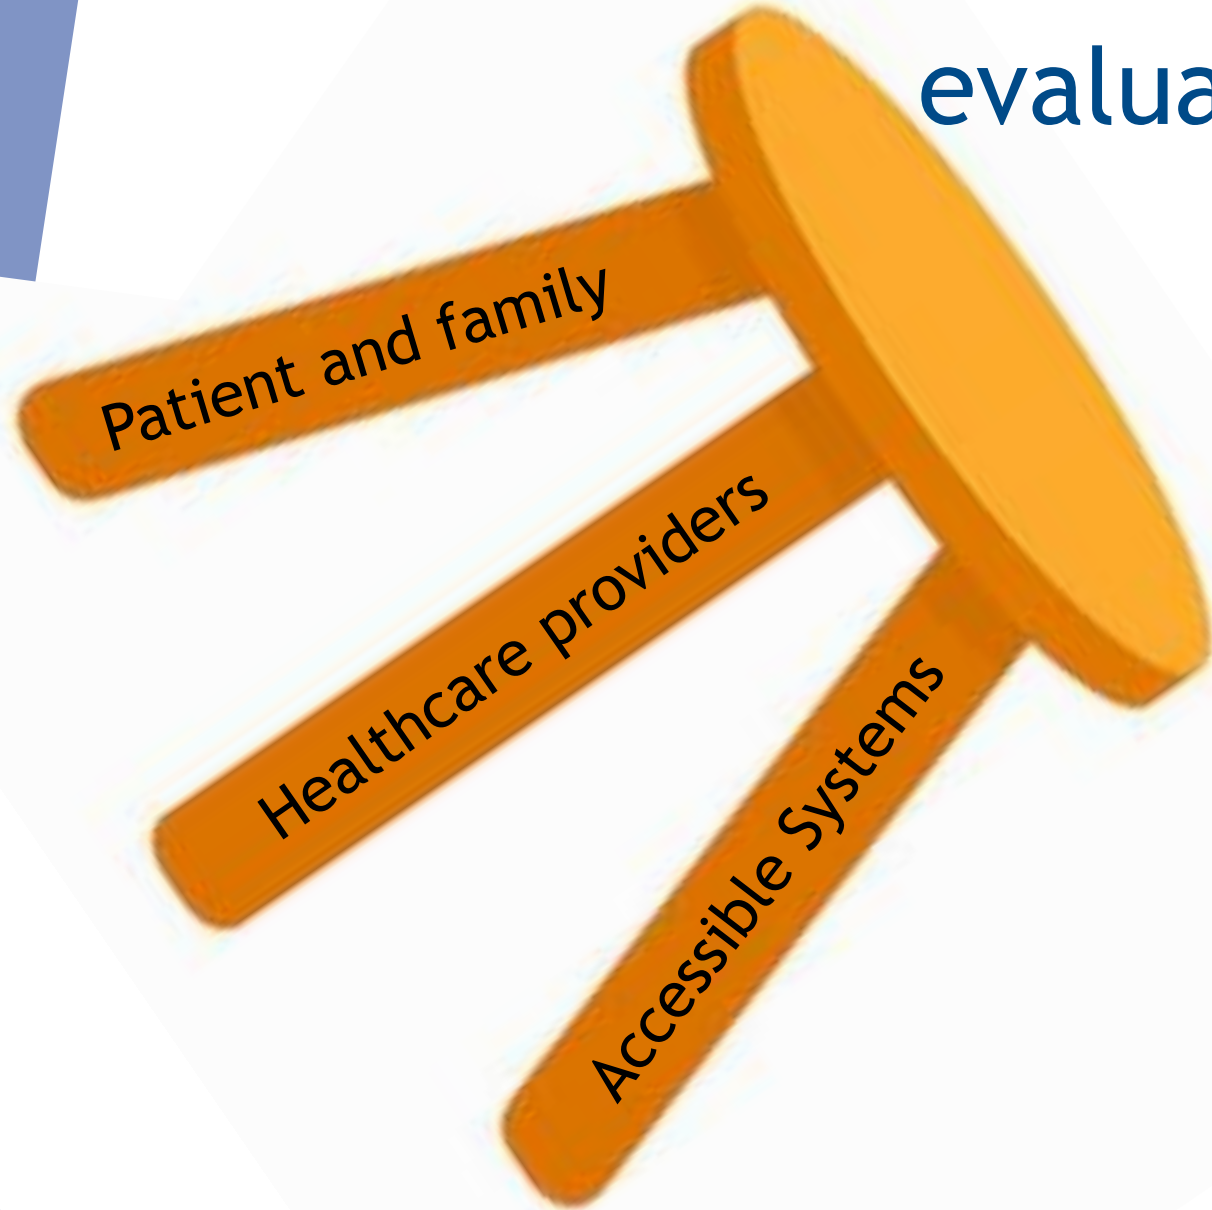 evalua
Patient and family
Healthcare providers
Accessible Systems